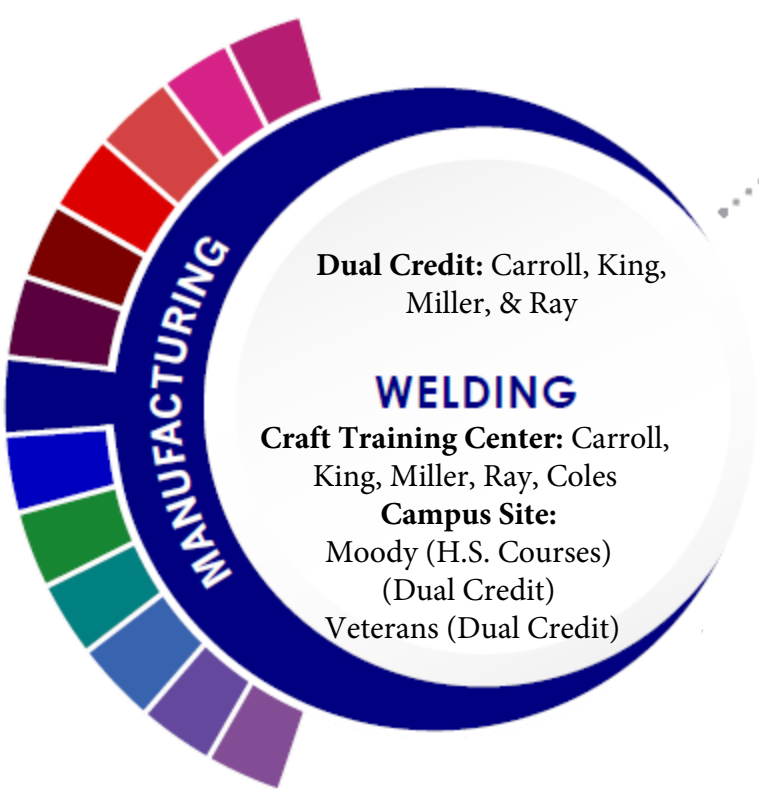 MANUFACTURING
Dual Credit: Carroll, King,
Miller, & Ray
WELDING
Craft Training Center: Carroll,
King, Miller, Ray, Coles
Campus Site:
Moody (H.S. Courses)
(Dual Credit)
Veterans (Dual Credit)